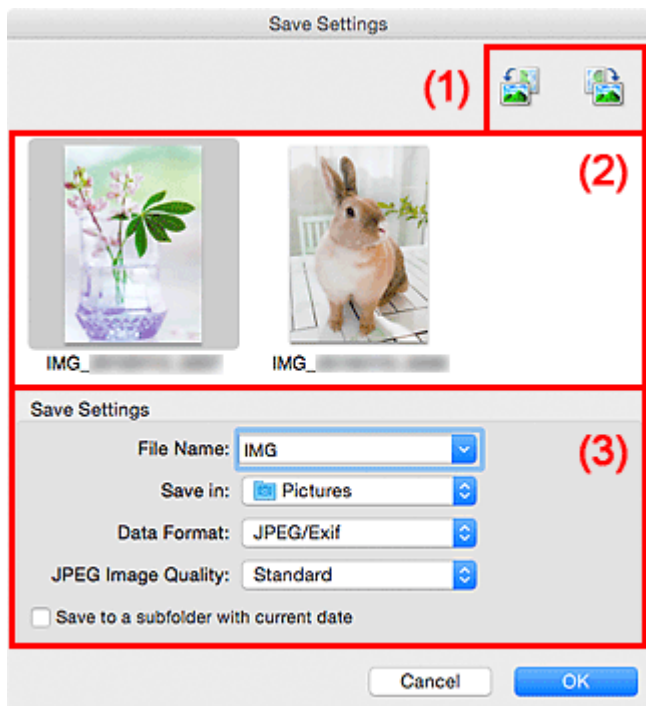 Save Settings
(1)
(2)
IMG_
IMG_
Save Settings
(3)
File Name: IMG
Save in: Pictures
Data Format: JPEG/Exif
JPEG Image Quality: Standard
Save to a subfolder with current date
Cancel OK